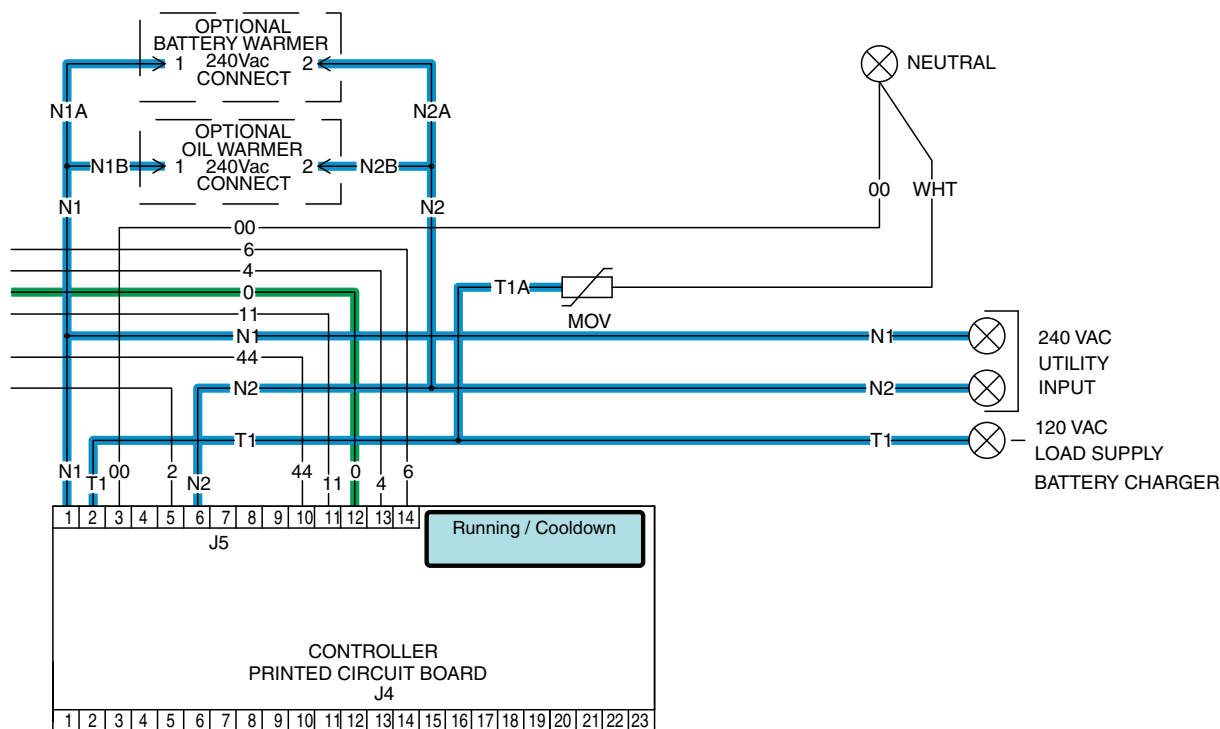 OPTIONAL
BATTERY WARMER
1 240Vac 2
CONNECT
NEUTRAL
N1A N2A
OPTIONAL
OIL WARMER
N1B 1 240Vac 2 N2B
CONNECT
00 WHT
N1 N2
00
6
4
T1A
0
11
MOV
N1 N1
240 VAC
UTILITY
INPUT
44
N2 N2
T1 T1
120 VAC
LOAD SUPPLY
BATTERY CHARGER
N1 00 2 44 0 6
T1 N2 11 4
1 2 3 4 5 6 7 8 9 10 11 12 13 14
J5
Running / Cooldown
CONTROLLER
PRINTED CIRCUIT BOARD
J4
1 2 3 4 5 6 7 8 9 10 11 12 13 14 15 16 17 18 19 20 21 22 23